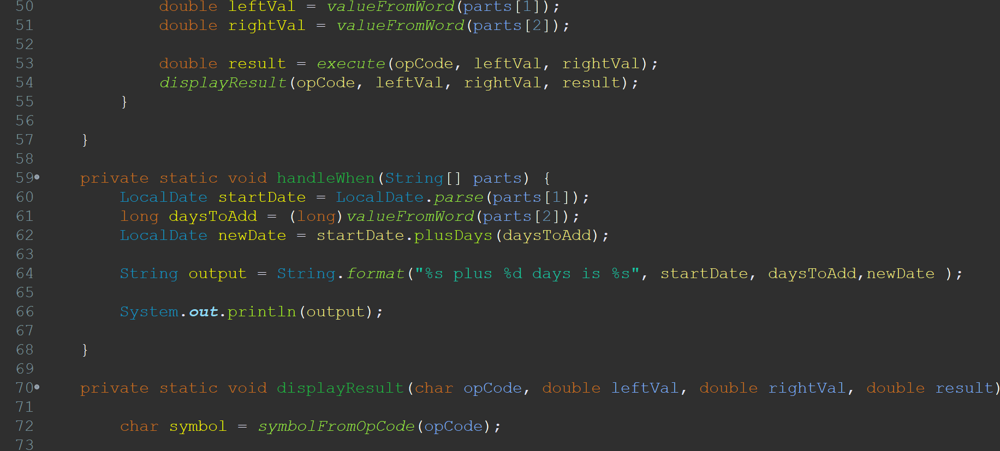 50 double leftVal = valueFromWord(parts[1]);
51 double rightVal = valueFromWord(parts[2]);
52
53 double result = execute(opCode, leftVal, rightVal);
54 displayResult(opCode, leftVal, rightVal, result);
55 }
56
57 }
58
59 private static void handleWhen(String[] parts) {
60 LocalDate startDate = LocalDate.parse(parts[1]);
61 long daysToAdd = (long)valueFromWord(parts[2]);
62 LocalDate newDate = startDate.plusDays(daysToAdd);
63
64 String output = String.format("%s plus %d days is %s", startDate, daysToAdd,newDate );
65
66 System.out.println(output);
67
68 }
69
70 private static void displayResult(char opCode, double leftVal, double rightVal, double result)
71
72 char symbol = symbolFromOpCode(opCode);
73